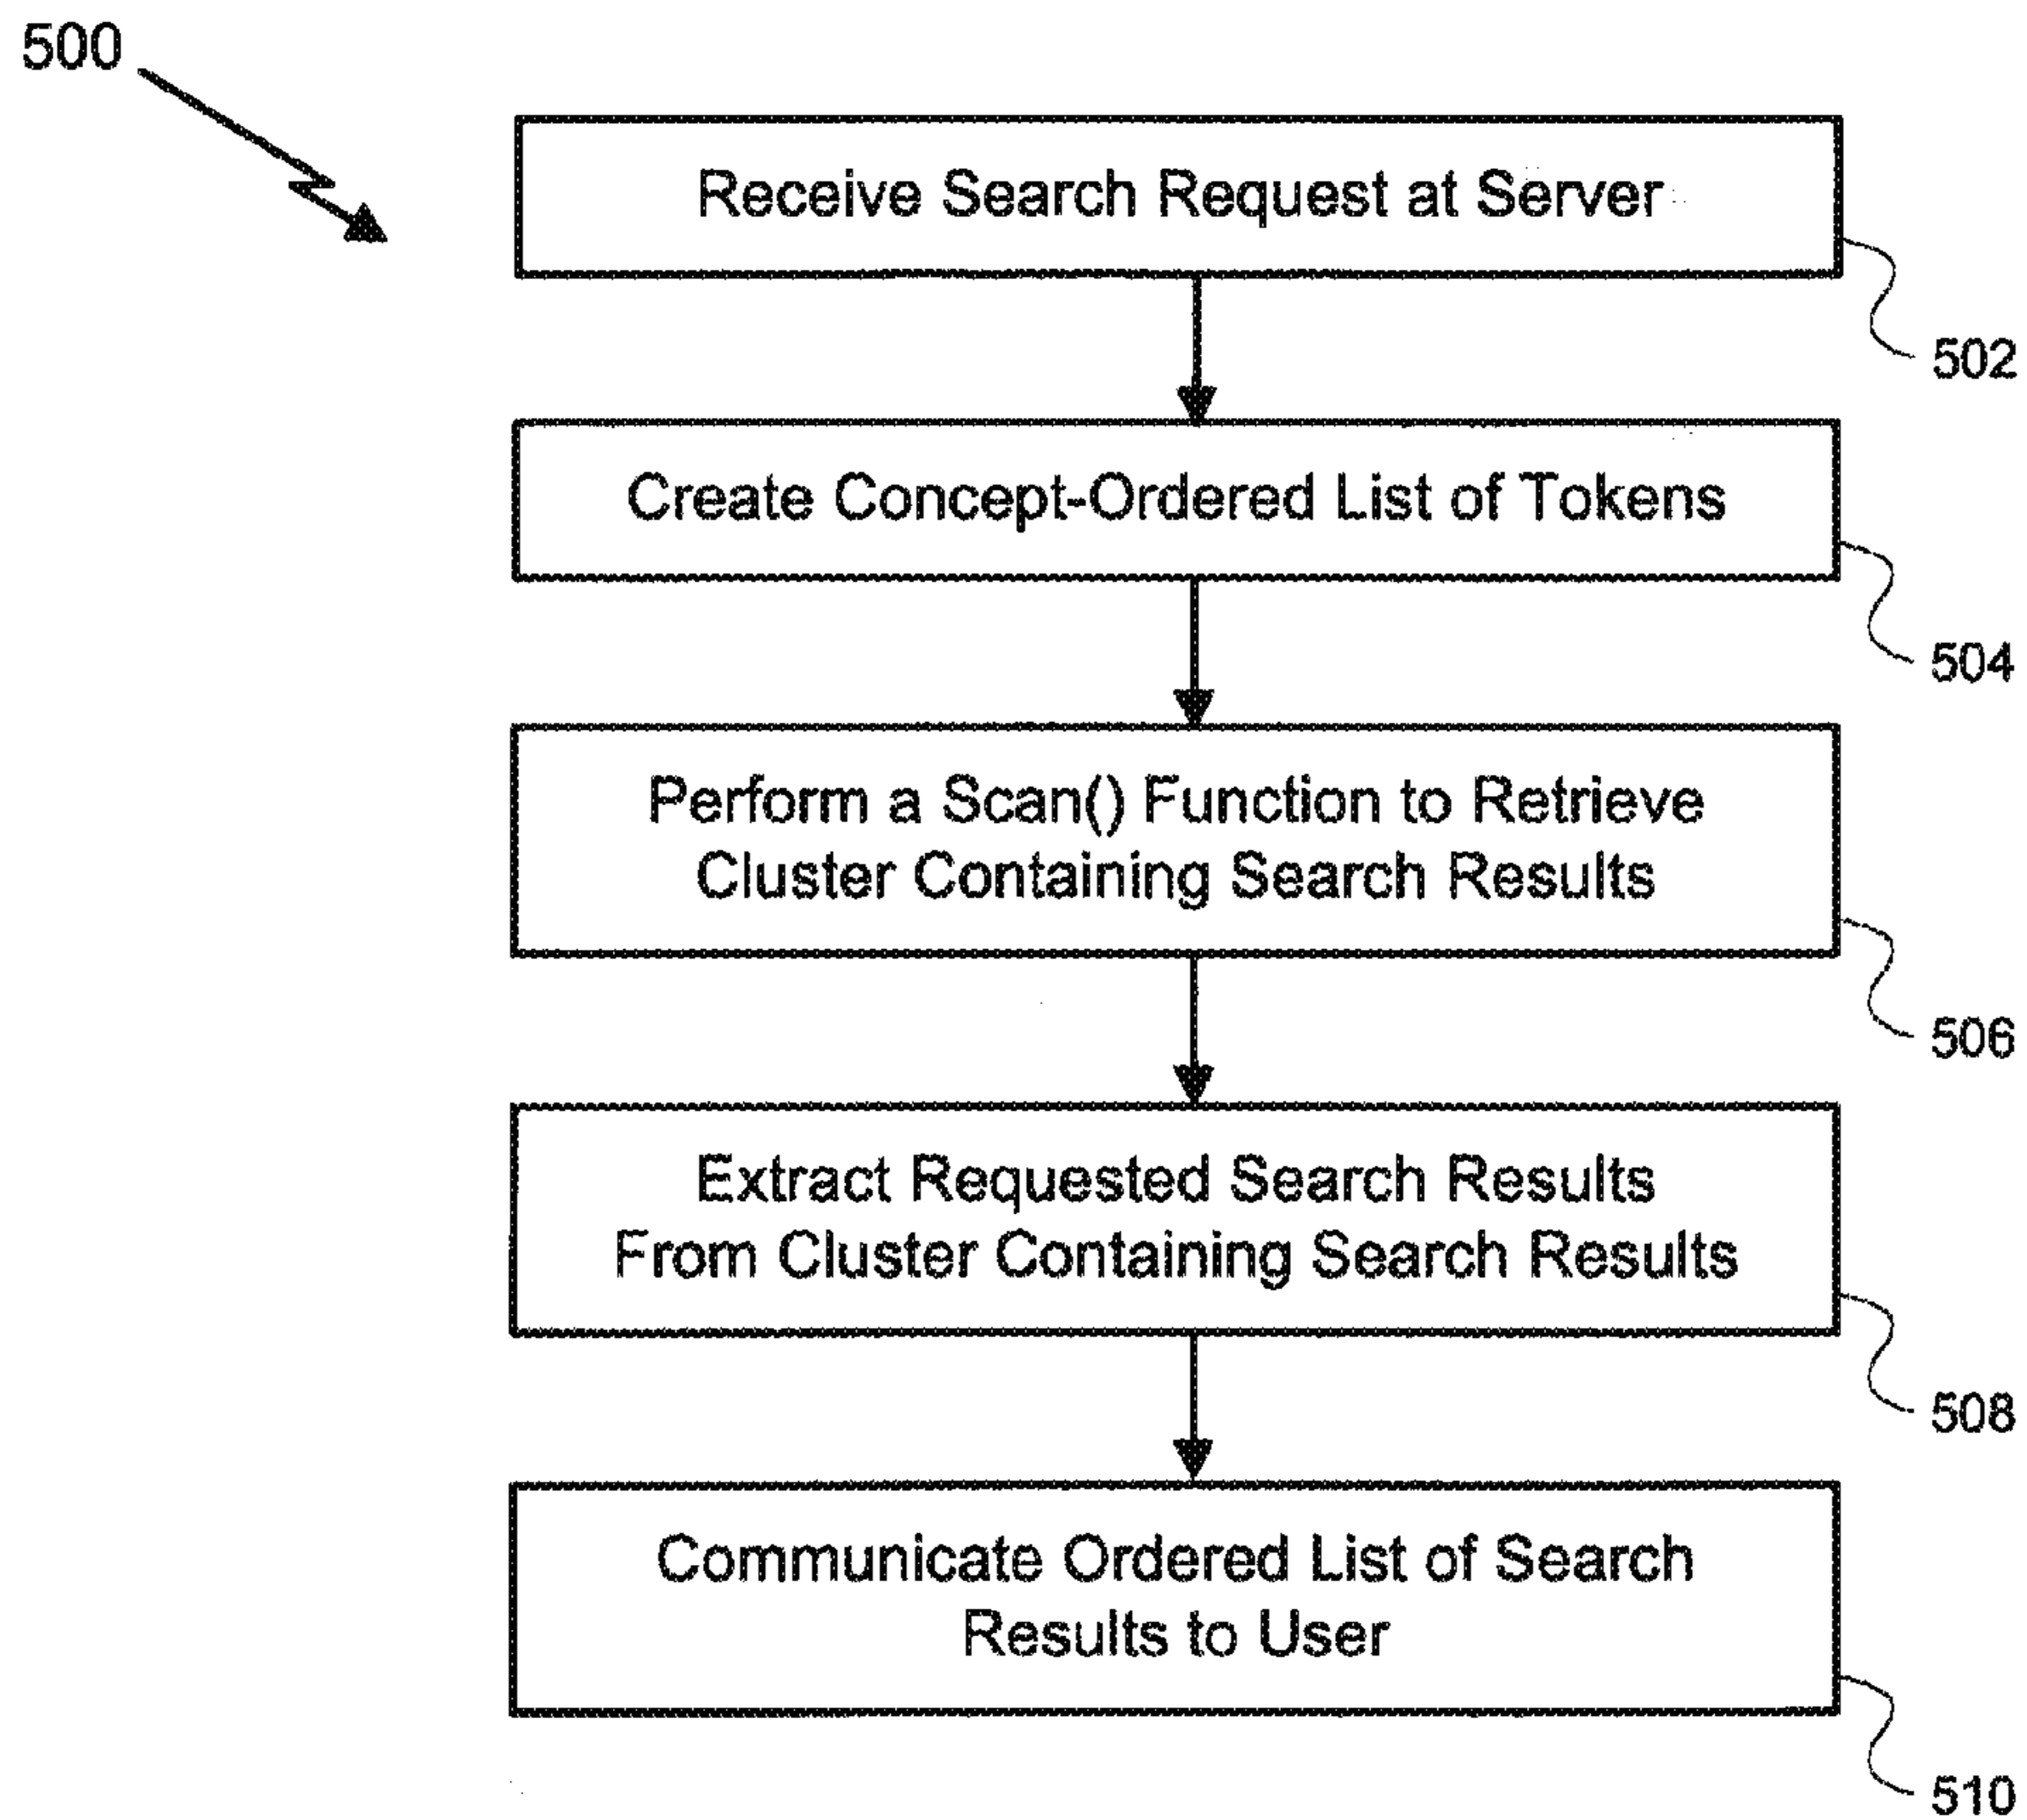 500
Receive Search Request at Server
502
Create Concept-Ordered List of Tokens
504
Perform a Scan() Function to Retrieve
Cluster Containing Search Results
506
Extract Requested Search Results
From Cluster Containing Search Results
508
Communicate Ordered List of Search
Results to User
510